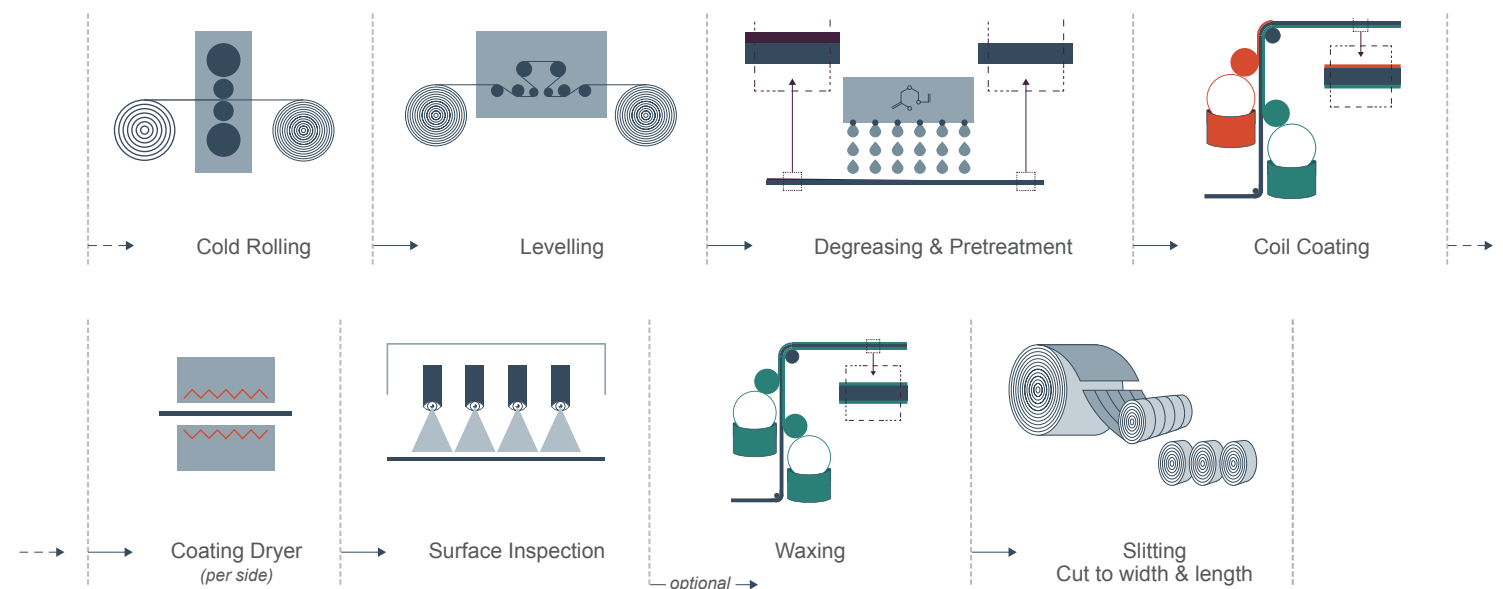 Cold Rolling
Levelling
Degreasing & Pretreatment
Coil Coating
Coating Dryer
(per side)
Surface Inspection
Waxing
optional
Slitting
Cut to width & length